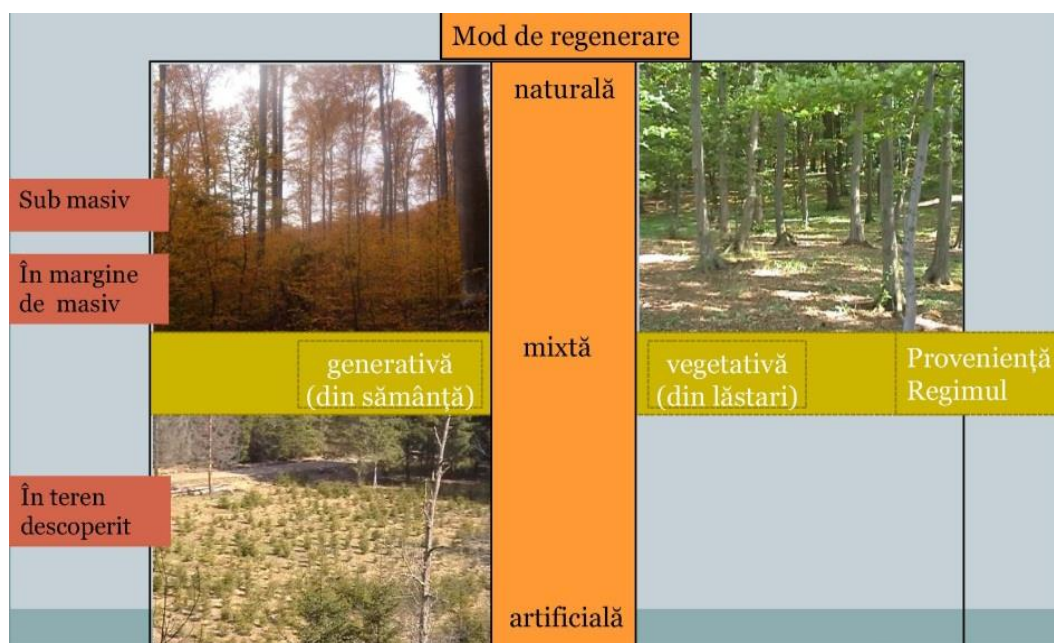 Mod de regenerare
naturală
Sub masiv
În margine
de masiv
mixtă
generativă
(din sămânță)
vegetativă
(din lăstari)
Proveniență
Regimul
În teren
descoperit
artificială